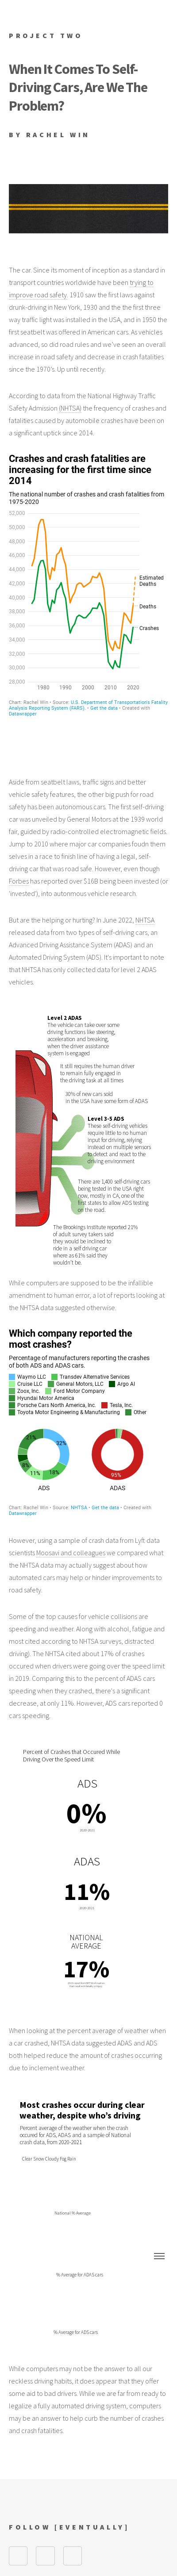 PROJECT TWO
When It Comes To Self-
Driving Cars, Are We The
Problem?
BY RACHEL WIN
The car. Since its moment of inception as a standard in
transport countries worldwide have been trying to
improve road safety. 1910 saw the first laws against
drunk-driving in New York, 1930 and the the first three
way traffic light was installed in the USA, and in 1950 the
first seatbelt was offered in American cars. As vehicles
advanced, so did road rules and we've seen an overall
increase in road safety and decrease in crash fatalities
since the 1970's. Up until recently.
According to data from the National Highway Traffic
Safety Admission (NHTSA) the frequency of crashes and
fatalities caused by automobile crashes have been on
a significant uptick since 2014.
Crashes and crash fatalities are
increasing for the first time since
2014
The national number of crashes and crash fatalities from
1975-2020
52,000
50,000
48,000
46,000
44,000
42,000
40,000
38,000
36,000
34,000
32,000
30,000
28,000
Estimated
Deaths
Deaths
Crashes
1980 1990 2000 2010 2020
Chart: Rachel Win • Source: U.S. Department of Transportation's Fatality
Analysis Reporting System (FARS). • Get the data • Created with
Datawrapper
Aside from seatbelt laws, traffic signs and better
vehicle safety features, the other big push for road
safety has been autonomous cars. The first self-driving
car was unveiled by General Motors at the 1939 world
fair, guided by radio-controlled electromagnetic fields.
Jump to 2010 where major car companies fouth them
selves in a race to finish line of having a legal, self-
driving car that was road safe. However, even though
Forbes has reported over $16B being been invested (or
'invested'), into autonomous vehicle research.
But are the helping or hurting? In June 2022, NHTSA
released data from two types of self-driving cars, an
Advanced Driving Assistance System (ADAS) and an
Automated Driving System (ADS). It's important to note
that NHTSA has only collected data for level 2 ADAS
vehicles.
Level 2 ADAS
The vehicle can take over some
driving functions like steering,
acceleration and breaking,
when the driver assistance
system is engaged
It still requires the human driver
to remain fully engaged in
the driving task at all times
30% of new cars sold
in the USA have some form of ADAS
Level 3-5 ADS
The self-driving vehicles
require little to no human
input for driving, relying
instead on multiple sensors
to detect and react to the
driving environment
There are 1,400 self-driving cars
being tested in the USA right
now, mostly in CA, one of the
first states to allow ADS testing
on the road.
The Brookings Institute reported 21%
of adult survey takers said
they would be inclined to
ride in a self driving car
where as 61% said they
wouldn't be.
While computers are supposed to be the infallible
amendment to human error, a lot of reports looking at
the NHTSA data suggested otherwise.
Which company reported the
most crashes?
Percentage of manufacturers reporting the crashes
of both ADS and ADAS cars.
Waymo LLC Transdev Alternative Services
Cruise LLC General Motors, LLC Argo AI
Zoox, Inc. Ford Motor Company
Hyundai Motor America
Porsche Cars North America, Inc. Tesla, Inc.
Toyota Motor Engineering & Manufacturing Other
21%
32%
8%
11% 18%
93%
ADS ADAS
Chart: Rachel Win • Source: NHTSA • Get the data • Created with
Datawrapper
However, using a sample of crash data from Lyft data
scientists Moosavi and colleagues we compared what
the NHTSA data may actually suggest about how
automated cars may help or hinder improvements to
road safety.
Some of the top causes for vehicle collisions are
speeding and weather. Along with alcohol, fatigue and
most cited according to NHTSA surveys, distracted
driving). The NHTSA cited that about 17% of crashes
occured when drivers were going over the speed limit
in 2019. Comparing this to the percent of ADAS cars
speeding when they crashed, there's a significant
decrease, at only 11%. However, ADS cars reported 0
cars speeding.
Percent of Crashes that Occured While
Driving Over the Speed Limit
ADS
0%
ADAS
11%
NATIONAL
AVERAGE
17%
When looking at the percent average of weather when
a car crashed, NHTSA data suggested ADAS and ADS
both helped reduce the amount of crashes occurring
due to inclement weather.
Most crashes occur during clear
weather, despite who's driving
Percent average of the weather when the crash
occured for ADS, ADAS and a sample of National
crash data, from 2020-2021
Clear Snow Cloudy Fog Rain
National % Average
% Average for ADAS cars
% Average for ADS cars
While computers may not be the answer to all our
reckless driving habits, it does appear that they offer
some aid to bad drivers. While we are far from ready to
legalize a fully automated driving system, computers
may be an answer to help curb the number of crashes
and crash fatalities.
FOLLOW [EVENTUALLY]